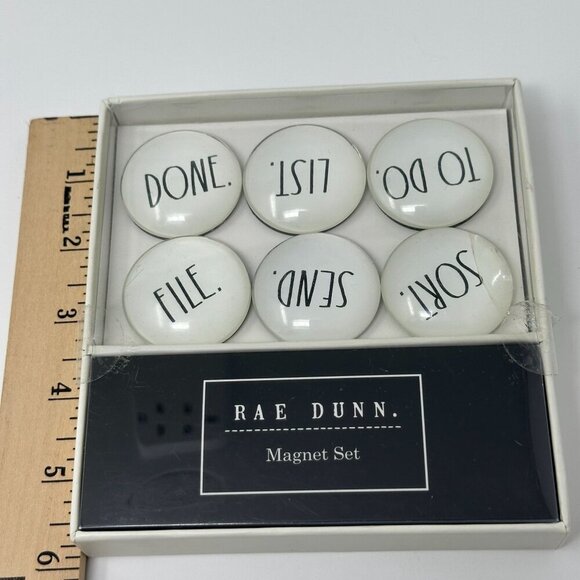 DONE.
LIST.
TO DO.
FILE.
SEND.
SORT.
RAE DUNN.
Magnet Set
1
2
3
4
5
6